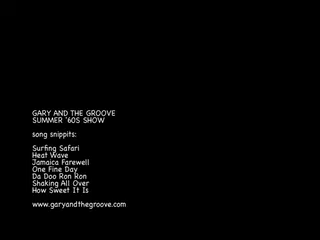 GARY AND THE GROOVE
SUMMER '60S SHOW
song snippits:
Surfing Safari
Heat Wave
Jamaica Farewell
One Fine Day
Da Doo Ron Ron
Shaking All Over
How Sweet It Is
www.garyandthegroove.com